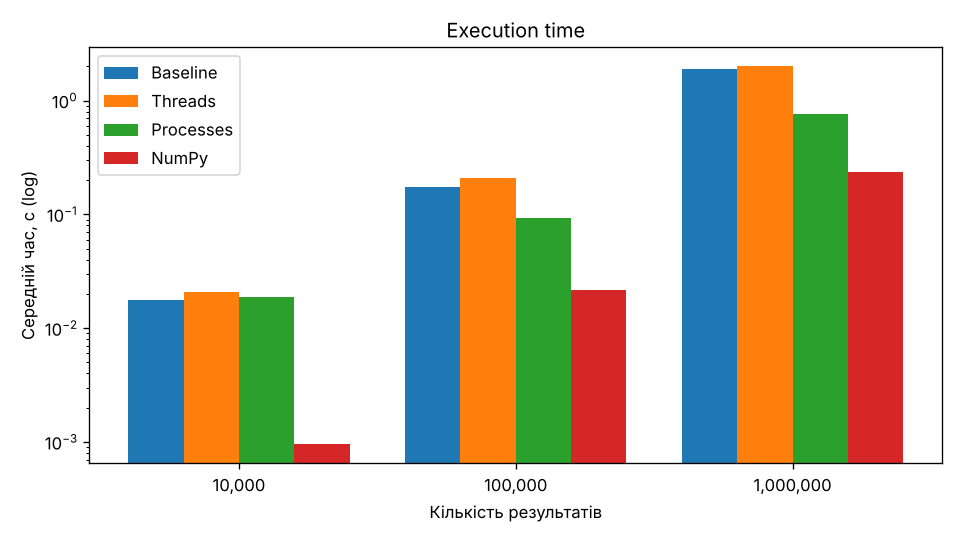 Execution time
Baseline
Threads
Processes
NumPy
Середній час, с (log)
10⁰
10⁻¹
10⁻²
10⁻³
10,000
100,000
1,000,000
Кількість результатів